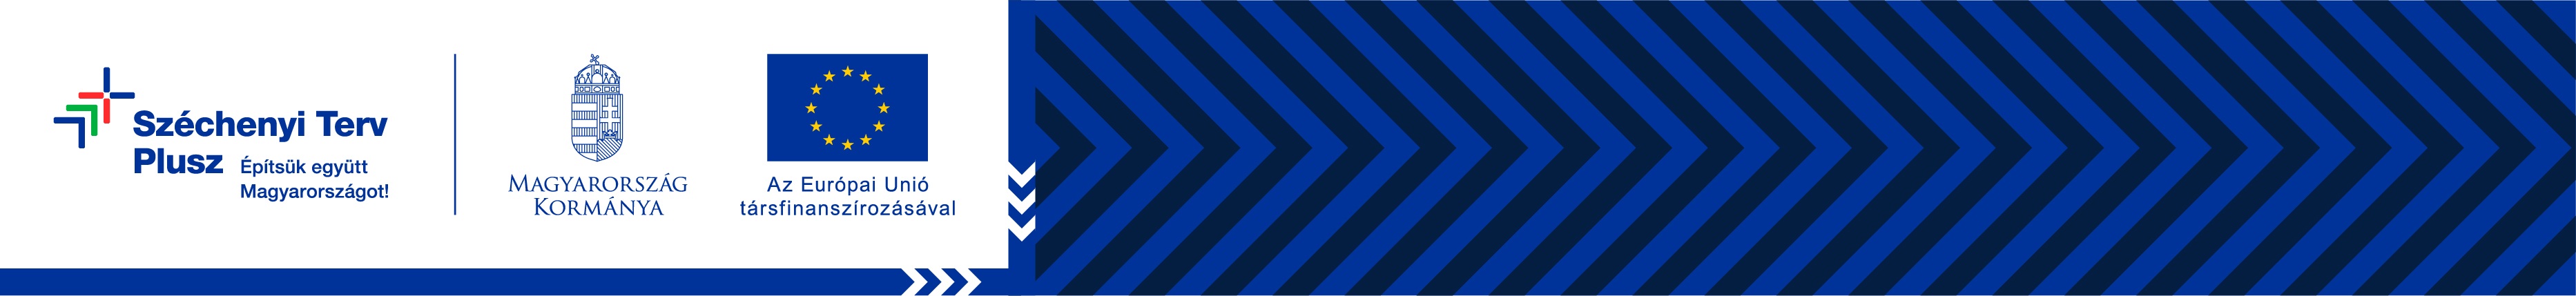 Széchenyi Terv
Plusz Építsük együtt
Magyarországot!
MAGYARORSZÁG
KORMÁNYA
Az Európai Unió
társfinanszírozásával